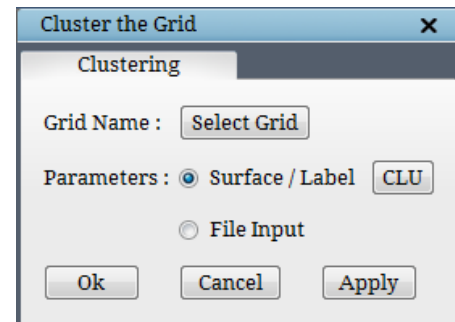 Cluster the Grid
Clustering
Grid Name : Select Grid
Parameters : Surface / Label CLU
File Input
Ok Cancel Apply